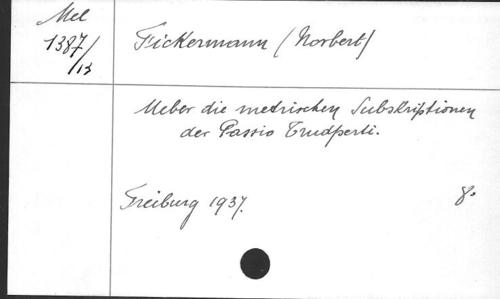 Mel
1387/13
Fickermann (Norbert)
Ueber die metrischen Subskriptionen
der Passio Trudperti.
Freiburg 1937.
8°